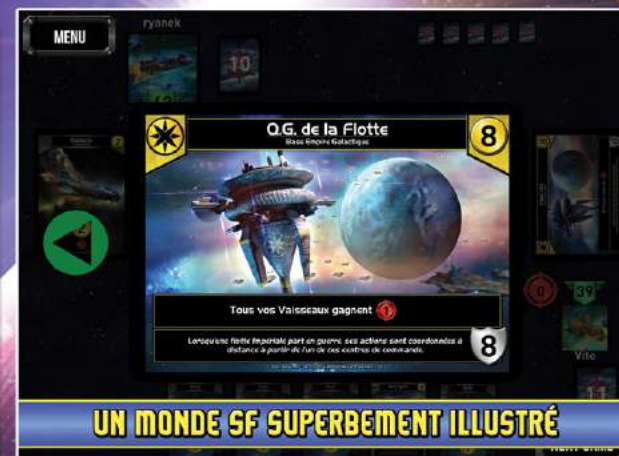 MENU
ryanek
10
Q.G. de la Flotte
Base Empire Galactique
8
Tous vos Vaisseaux gagnent 1
Lorsqu'une flotte Impériale part en guerre, ses actions sont coordonnées à
distance à partir de l'un de ces centres de commande.
8
0
39
Vito
11
UN MONDE SF SUPERBEMENT ILLUSTRÉ